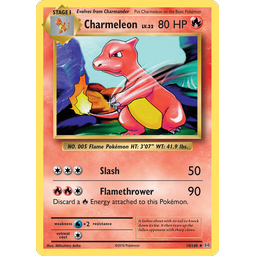 STAGE 1
Evolves from Charmander
Put Charmeleon on the Basic Pokémon
Charmeleon LV.32 80 HP
NO. 005 Flame Pokémon HT: 3'07" WT: 41.9 lbs.
Slash 50
Flamethrower 90
Discard a Energy attached to this Pokémon.
weakness ×2 resistance
retreat cost
©2016 Pokémon